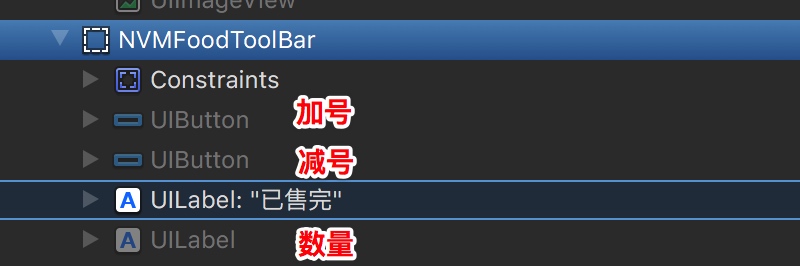 UIImageView
NVMFoodToolBar
Constraints
UIButton 加号
UIButton 减号
UILabel: "已售完"
UILabel 数量